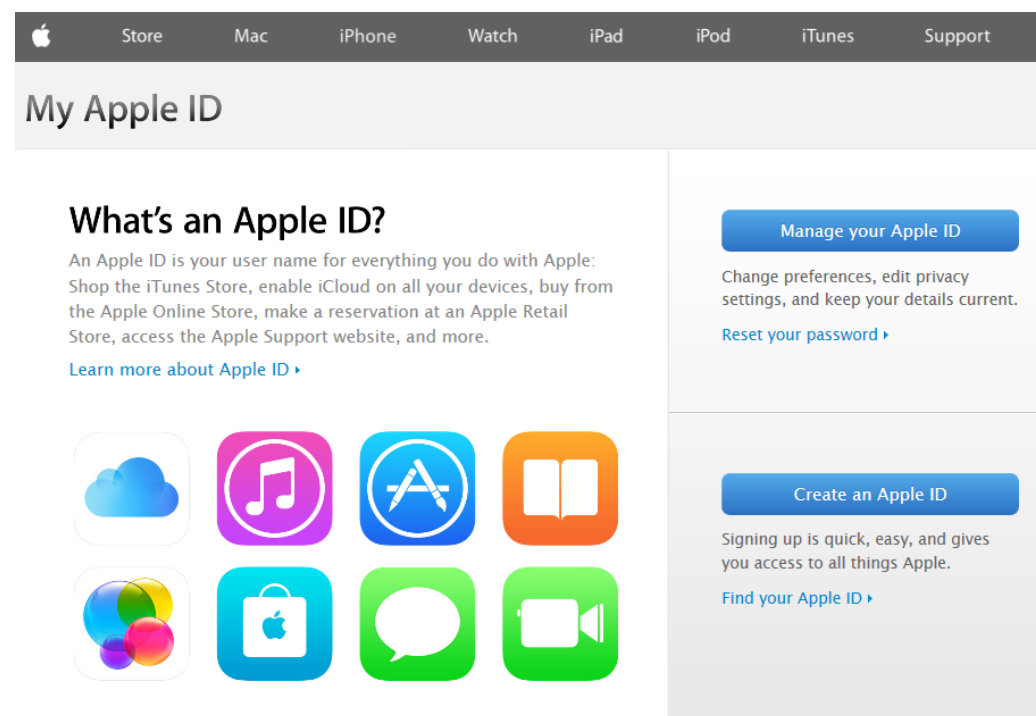 Store Mac iPhone Watch iPad iPod iTunes Support
My Apple ID
What's an Apple ID?
An Apple ID is your user name for everything you do with Apple:
Shop the iTunes Store, enable iCloud on all your devices, buy from
the Apple Online Store, make a reservation at an Apple Retail
Store, access the Apple Support website, and more.
Learn more about Apple ID
Manage your Apple ID
Change preferences, edit privacy
settings, and keep your details current.
Reset your password
Create an Apple ID
Signing up is quick, easy, and gives
you access to all things Apple.
Find your Apple ID